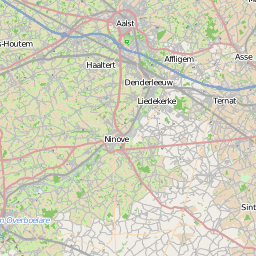 Aalst
s-Houtem
Asse
Affligem
Haaltert
Denderleeuw
Liedekerke
Ternat
Ninove
Sint
n Overboelare